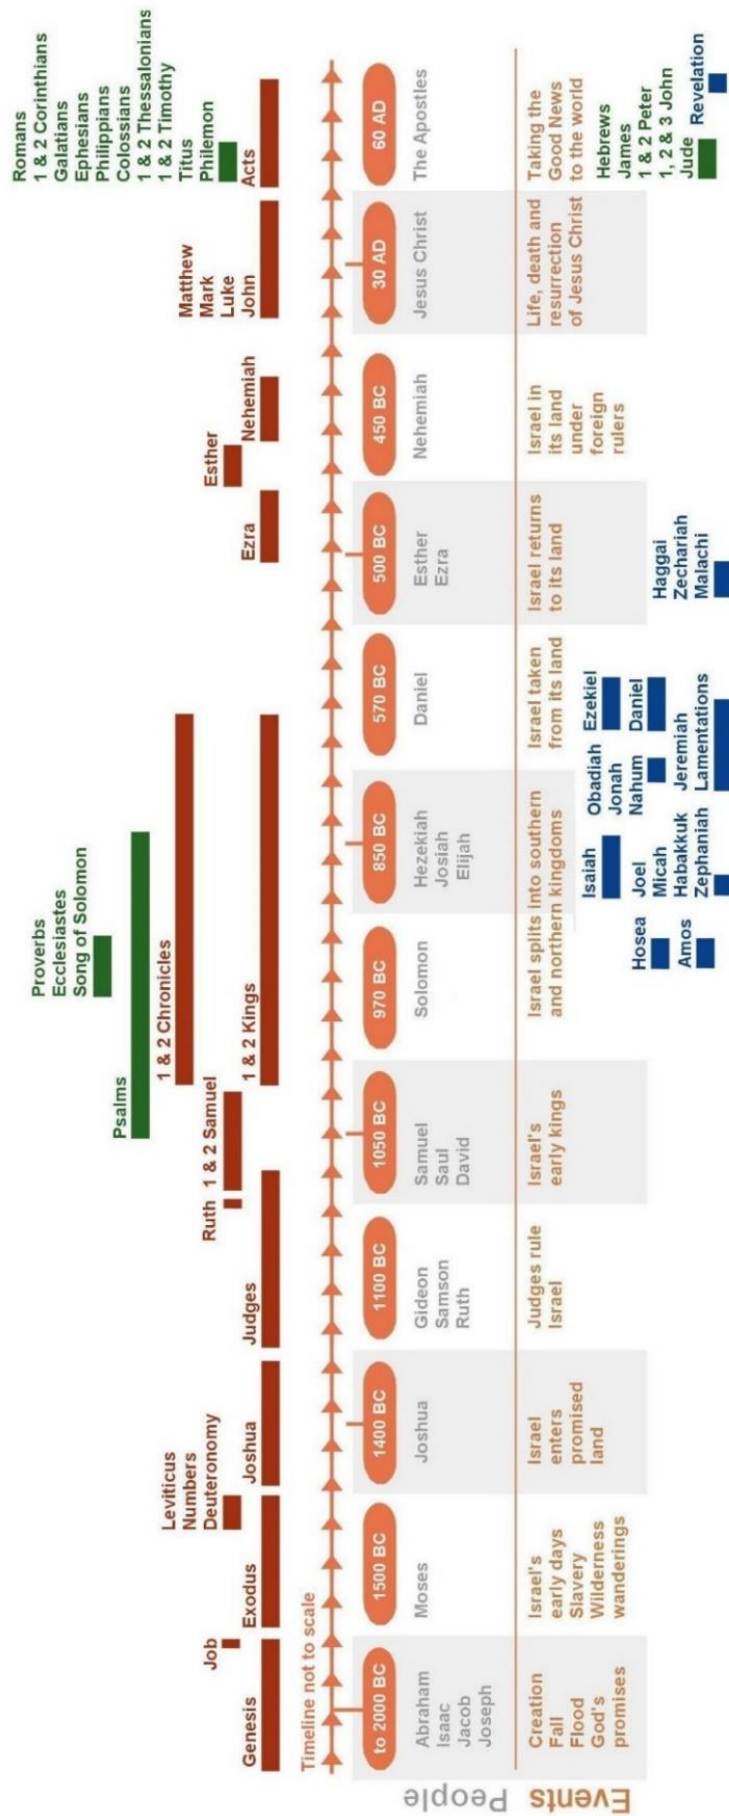 Romans
1 & 2 Corinthians
Galatians
Ephesians
Philippians
Colossians
1 & 2 Thessalonians
1 & 2 Timothy
Titus
Philemon
Proverbs
Ecclesiastes
Song of Solomon
Psalms
1 & 2 Chronicles
Leviticus
Numbers
Deuteronomy
Job
Ruth
1 & 2 Samuel
Esther
Matthew
Mark
Luke
John
Genesis
Exodus
Joshua
Judges
1 & 2 Kings
Ezra
Nehemiah
Acts
Timeline not to scale
to 2000 BC
1500 BC
1400 BC
1100 BC
1050 BC
970 BC
850 BC
570 BC
500 BC
450 BC
30 AD
60 AD
People
Abraham
Isaac
Jacob
Joseph
Moses
Joshua
Gideon
Samson
Ruth
Samuel
Saul
David
Solomon
Hezekiah
Josiah
Elijah
Daniel
Esther
Ezra
Nehemiah
Jesus Christ
The Apostles
Events
Creation
Fall
Flood
God's
promises
Israel's
early days
Slavery
Wilderness
wanderings
Israel
enters
promised
land
Judges rule
Israel
Israel's
early kings
Israel splits into southern
and northern kingdoms
Israel taken
from its land
Israel returns
to its land
Israel in
its land
under
foreign
rulers
Life, death and
resurrection
of Jesus Christ
Taking the
Good News
to the world
Hosea
Amos
Isaiah
Joel
Micah
Habakkuk
Zephaniah
Obadiah
Jonah
Nahum
Jeremiah
Lamentations
Ezekiel
Daniel
Haggai
Zechariah
Malachi
Hebrews
James
1 & 2 Peter
1, 2 & 3 John
Jude
Revelation